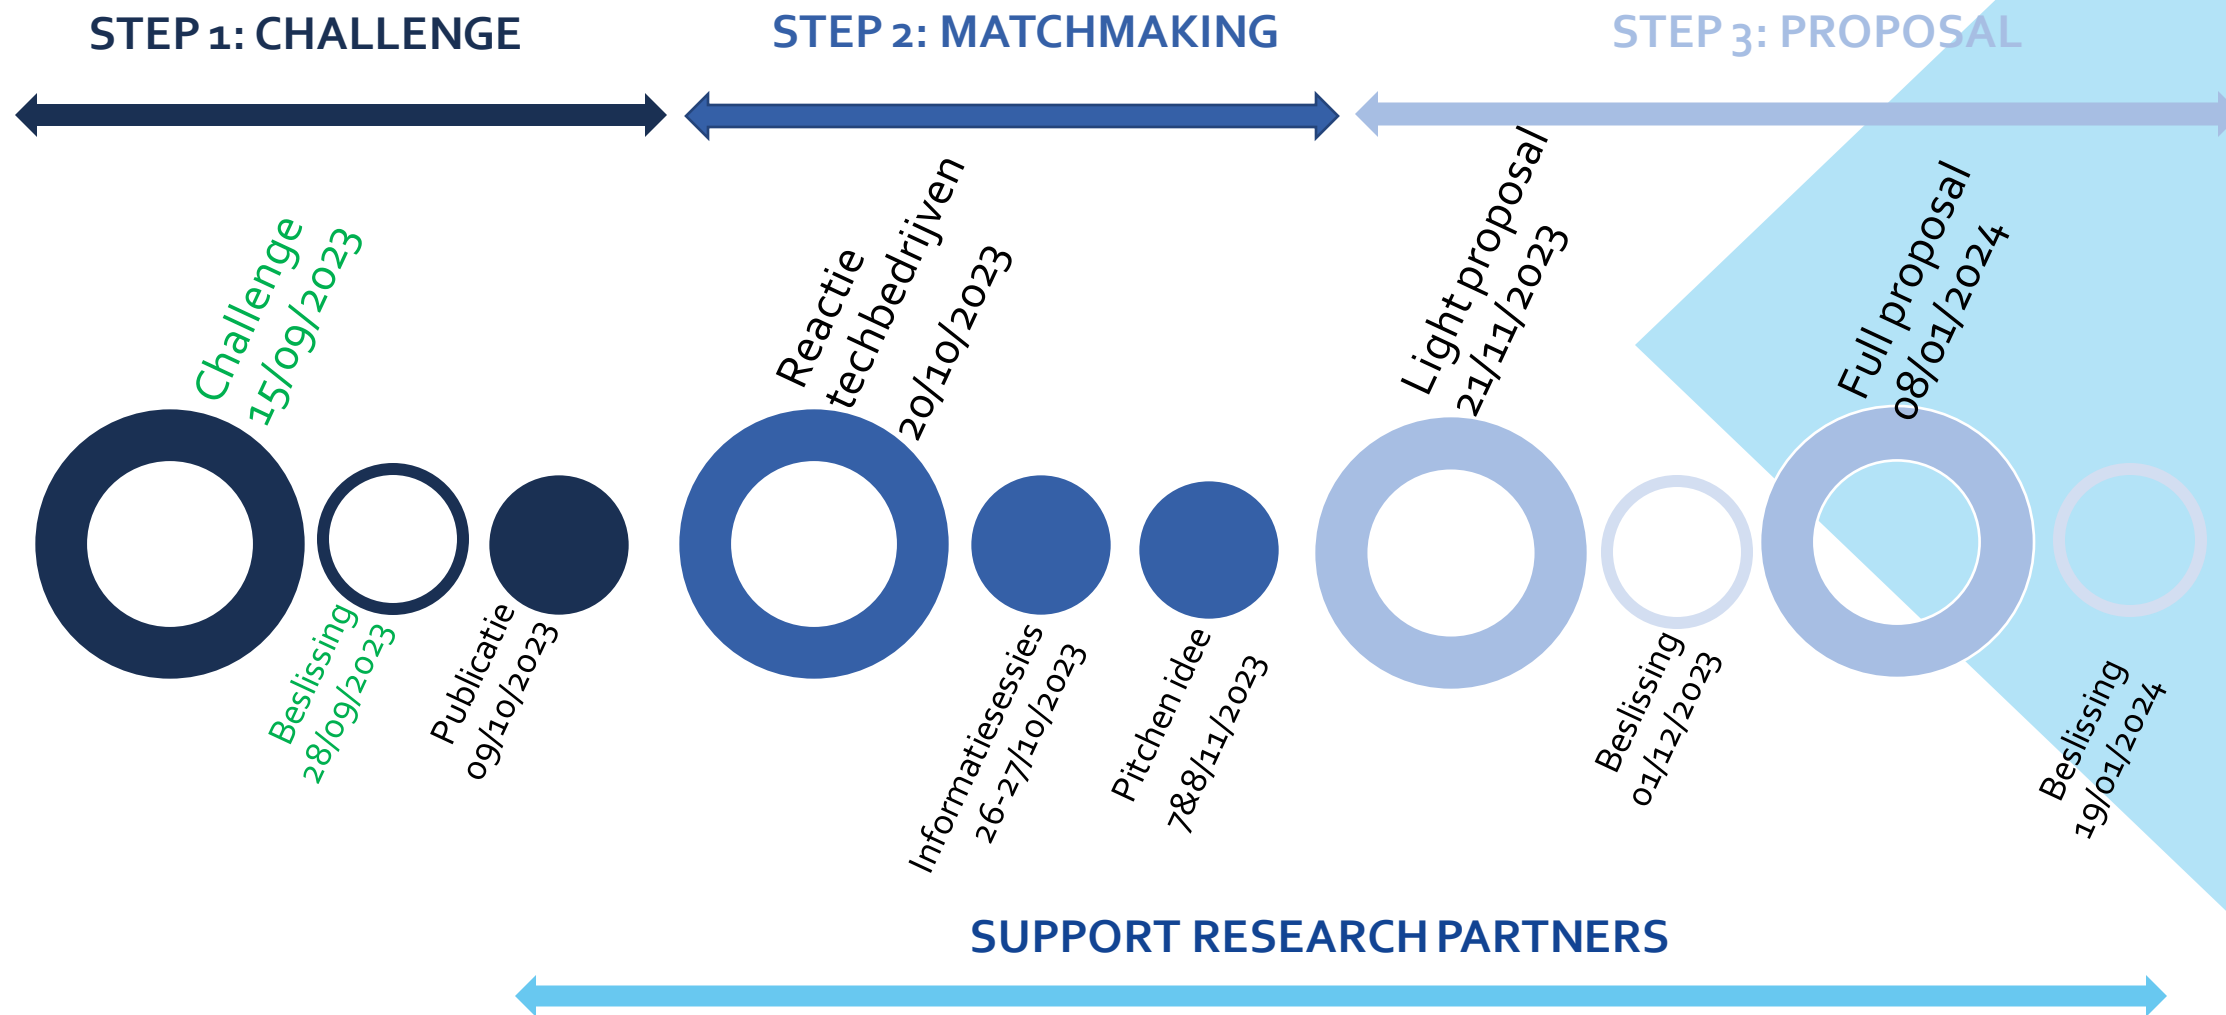 STEP 1: CHALLENGE
STEP 2: MATCHMAKING
STEP 3: PROPOSAL
Challenge
15/09/2023
Beslissing
28/09/2023
Publicatie
09/10/2023
Reactie
techbedrijven
20/10/2023
Informatiesessies
26-27/10/2023
Pitchen idee
7&8/11/2023
Light proposal
21/11/2023
Beslissing
01/12/2023
Full proposal
08/01/2024
Beslissing
19/01/2024
SUPPORT RESEARCH PARTNERS